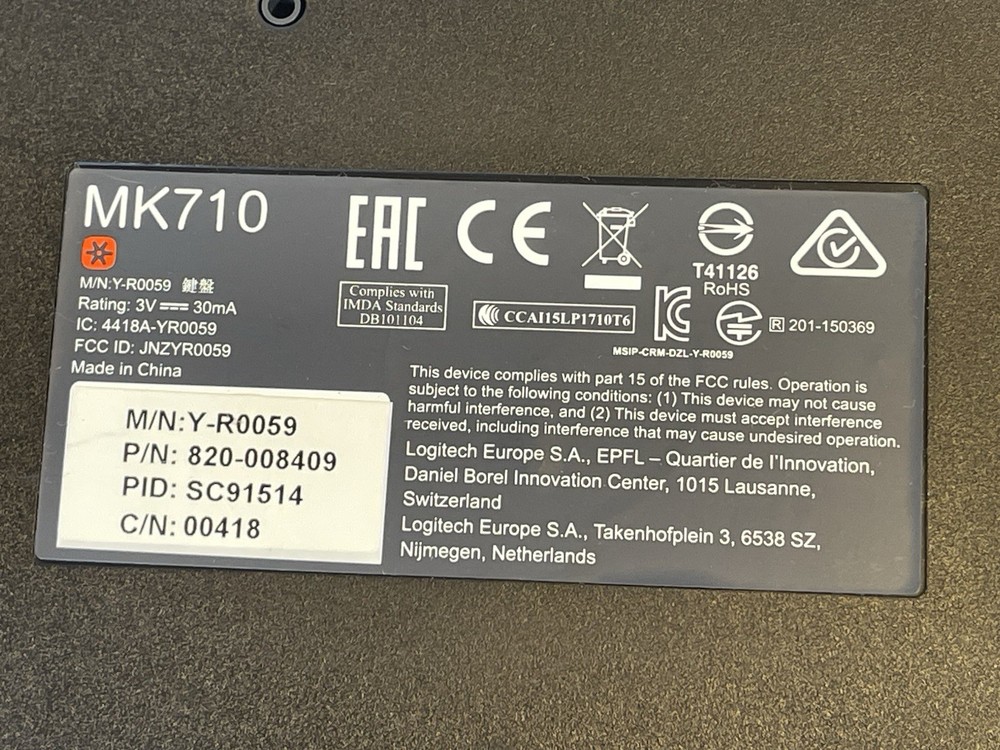 MK710
M/N:Y-R0059 鍵盤
Rating: 3V 30mA
IC: 4418A-YR0059
FCC ID: JNZYR0059
Made in China
M/N:Y-R0059
P/N: 820-008409
PID: SC91514
C/N: 00418
EAC CE
T41126
RoHS
Complies with
IMDA Standards
DB101104
CCAI15LP1710T6
R 201-150369
MSIP-CRM-DZL-Y-R0059
This device complies with part 15 of the FCC rules. Operation is
subject to the following conditions: (1) This device may not cause
harmful interference, and (2) This device must accept interference
received, including interference that may cause undesired operation.
Logitech Europe S.A., EPFL – Quartier de l'Innovation,
Daniel Borel Innovation Center, 1015 Lausanne,
Switzerland
Logitech Europe S.A., Takenhofplein 3, 6538 SZ,
Nijmegen, Netherlands